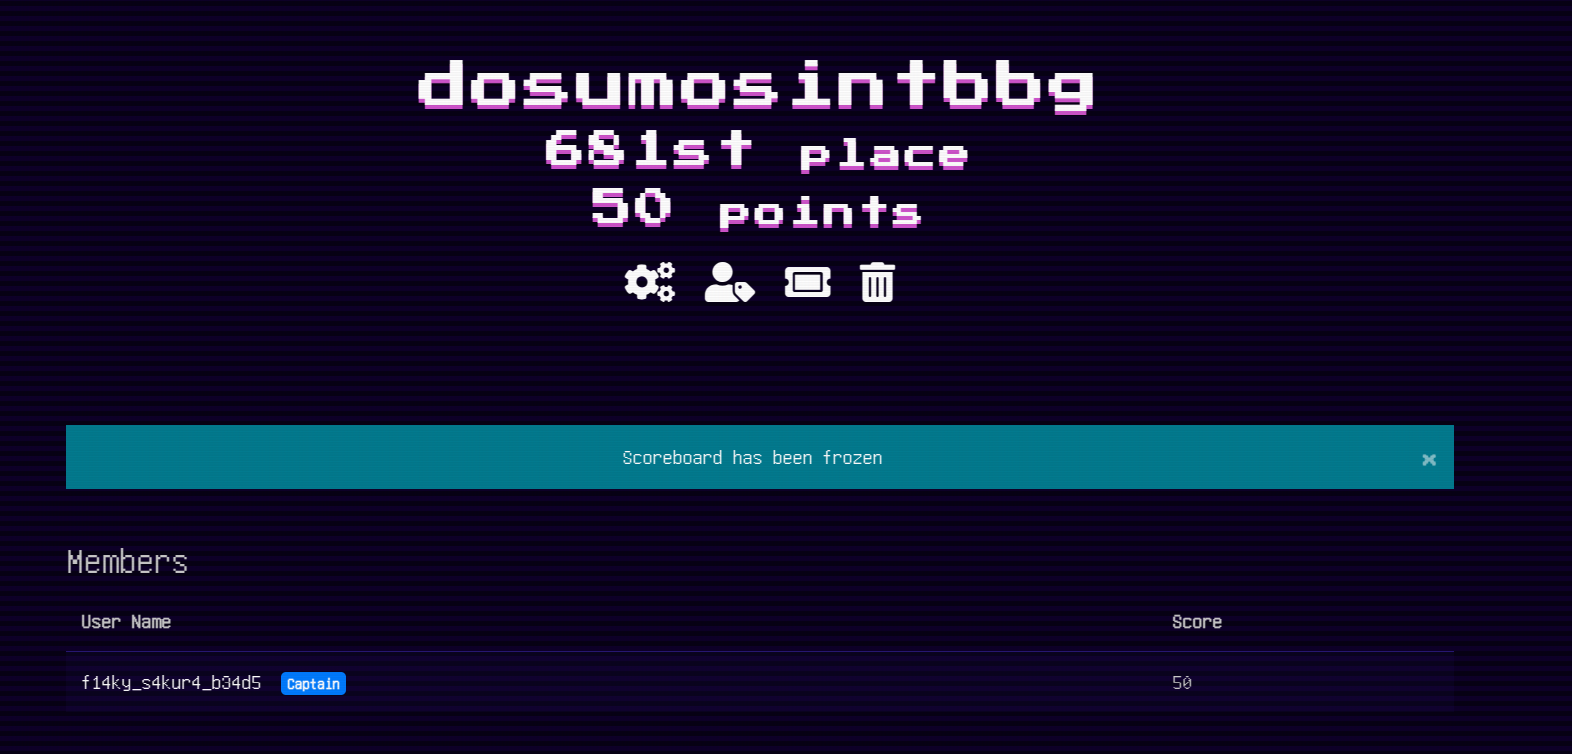 dosumosintbbg
681st place
50 points
Scoreboard has been frozen ×
Members
User Name Score
f14ky_s4kur4_b34d5 Captain 50